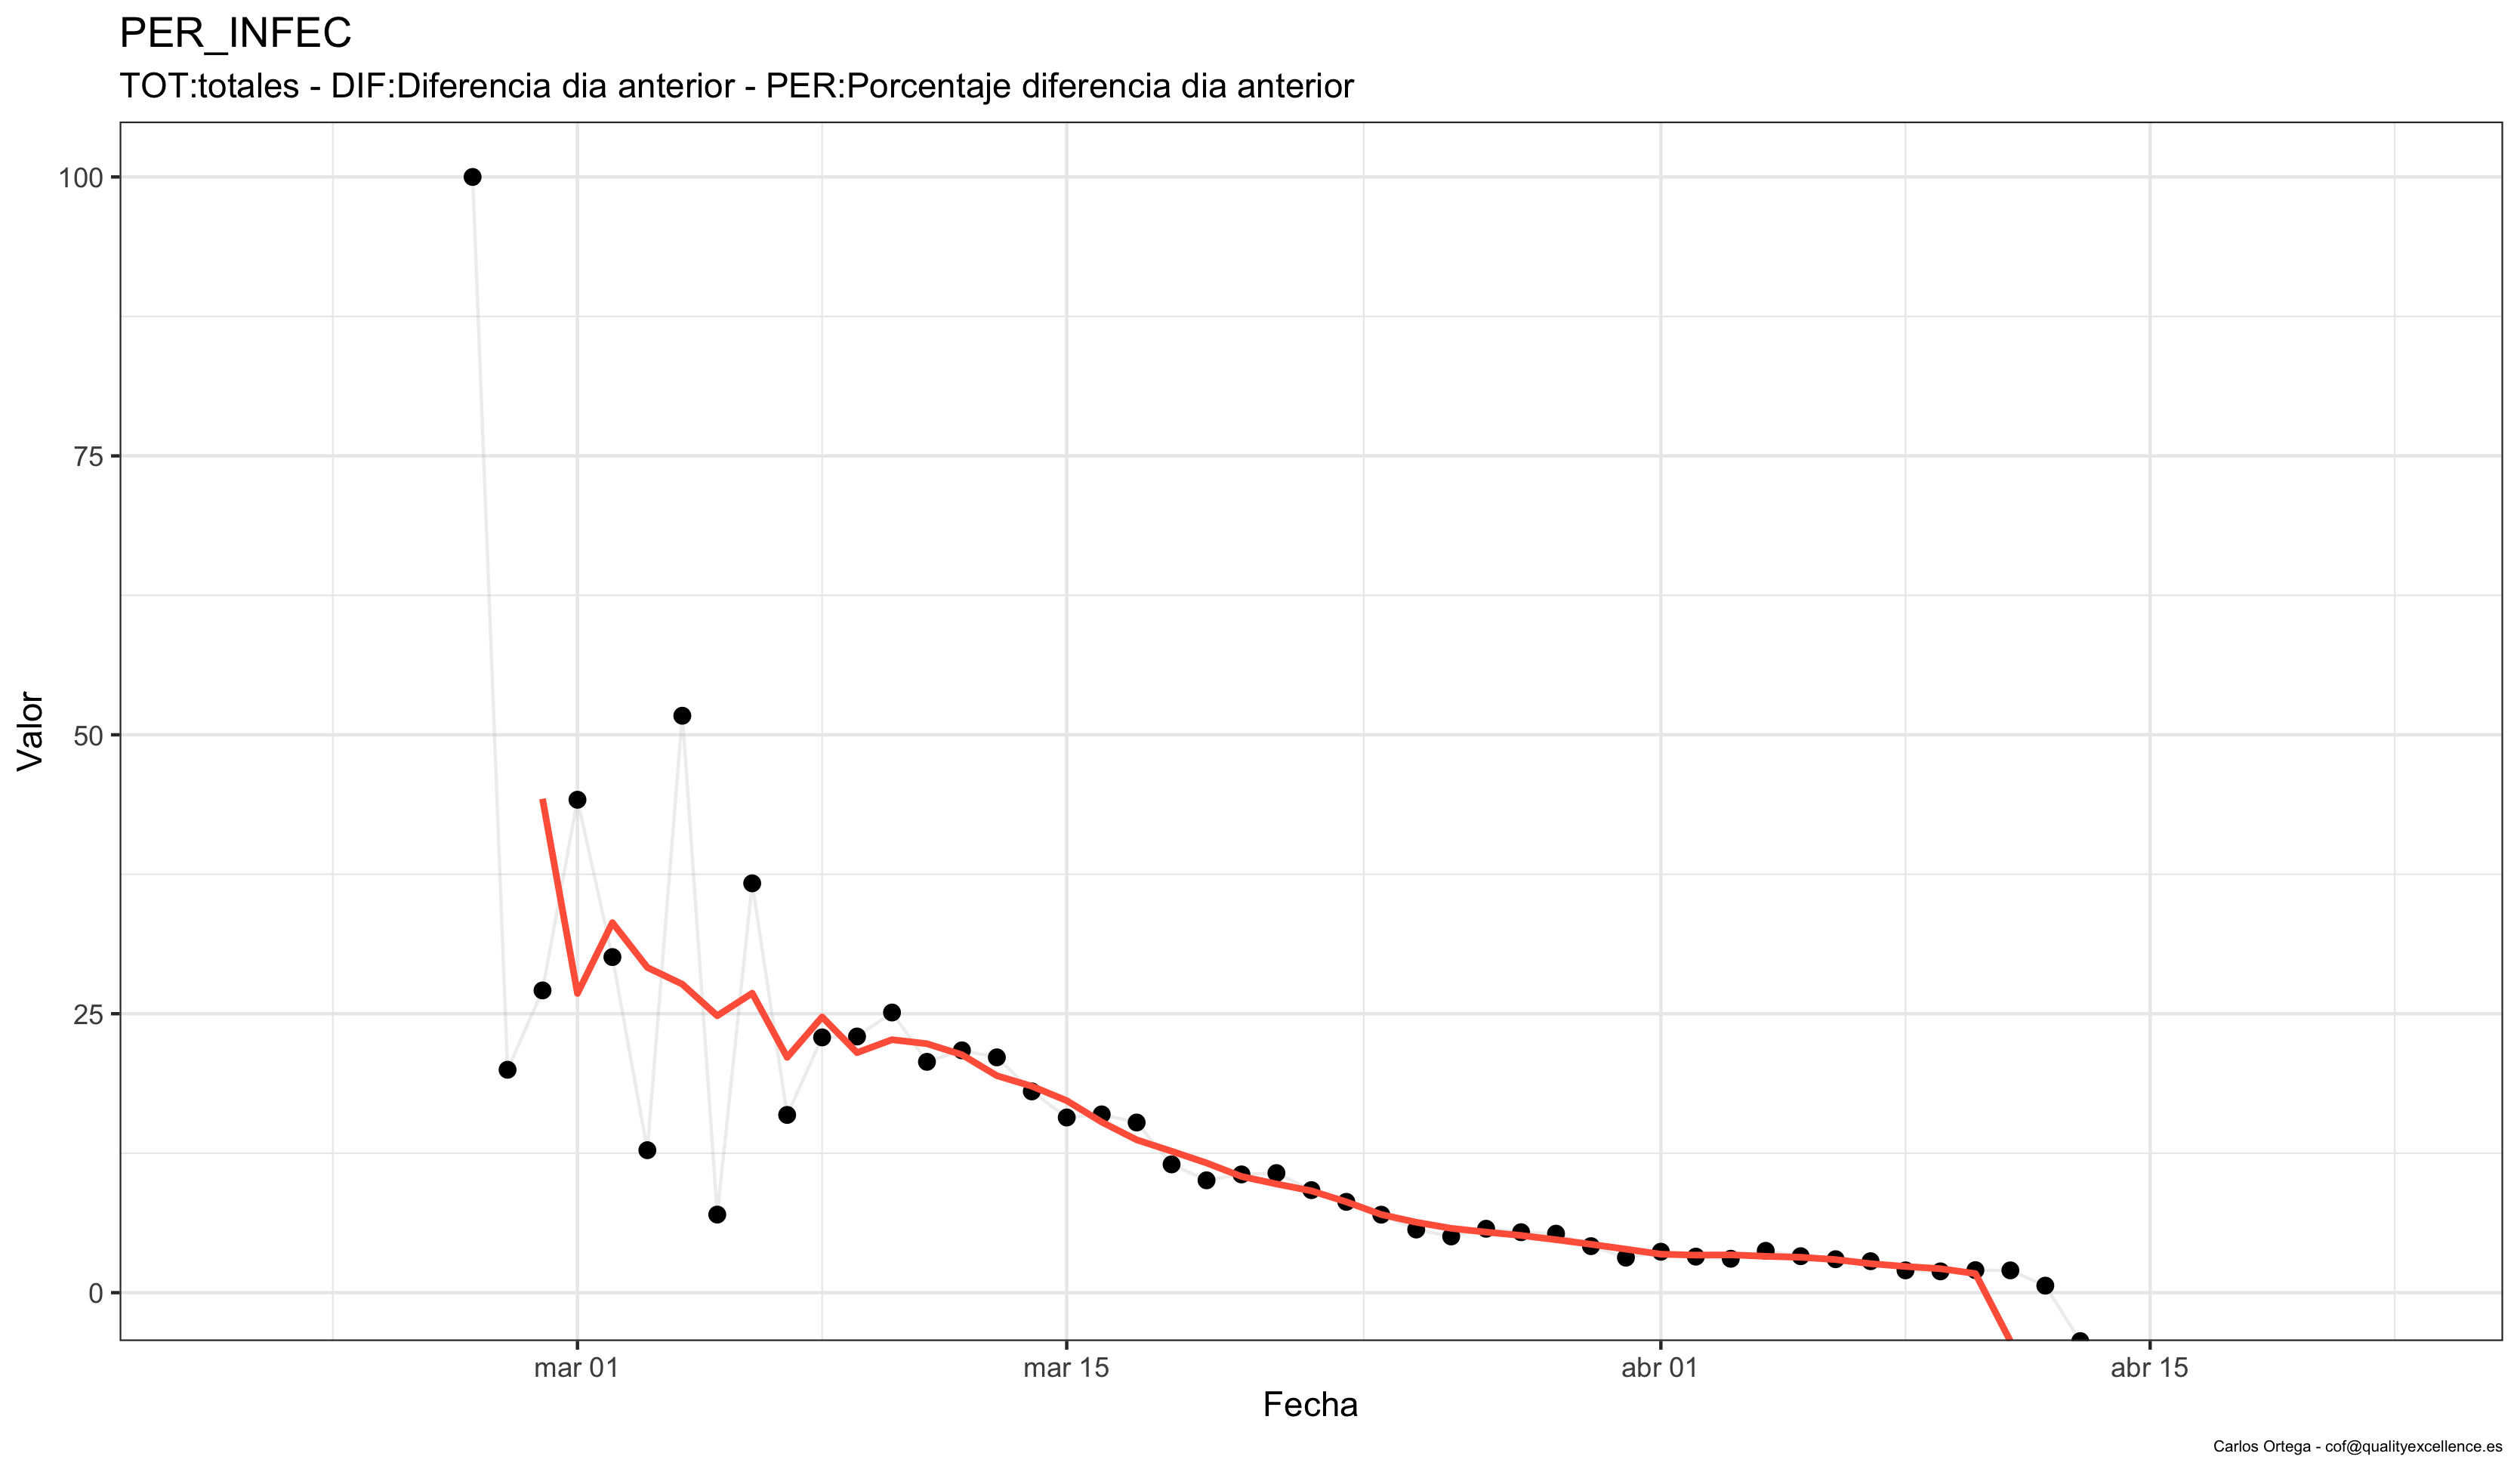 PER_INFEC
TOT:totales - DIF:Diferencia dia anterior - PER:Porcentaje diferencia dia anterior
100
75
50
25
0
Valor
mar 01
mar 15
abr 01
abr 15
Fecha
Carlos Ortega - cof@qualityexcellence.es